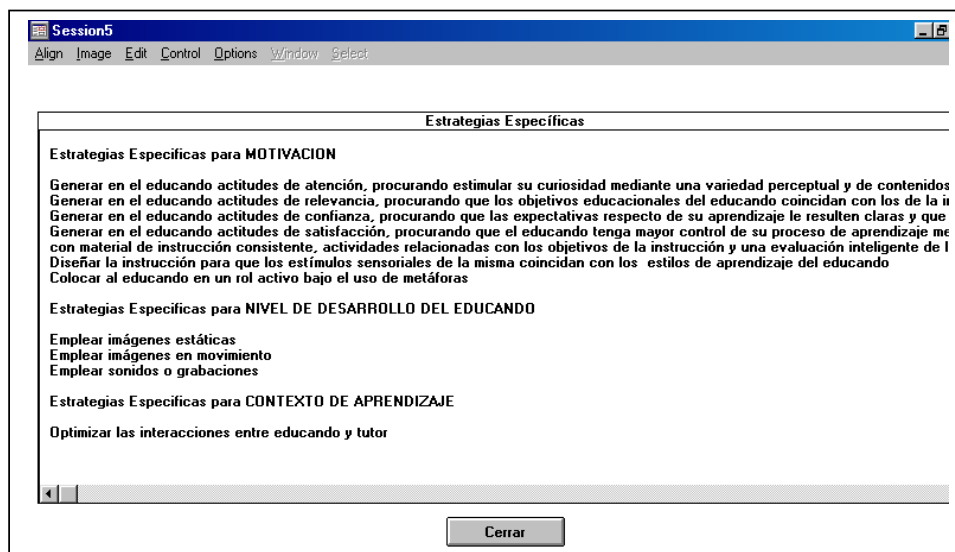 Session5
Align Image Edit Control Options Window Select
Estrategias Específicas
Estrategias Especificas para MOTIVACION
Generar en el educando actitudes de atención, procurando estimular su curiosidad mediante una variedad perceptual y de contenidos
Generar en el educando actitudes de relevancia, procurando que los objetivos educacionales del educando coincidan con los de la
Generar en el educando actitudes de confianza, procurando que las expectativas respecto de su aprendizaje le resulten claras y que
Generar en el educando actitudes de satisfacción, procurando que el educando tenga mayor control de su proceso de aprendizaje
con material de instrucción consistente, actividades relacionadas con los objetivos de la instrucción y una evaluación inteligente de
Diseñar la instrucción para que los estímulos sensoriales de la misma coincidan con los estilos de aprendizaje del educando
Colocar al educando en un rol activo bajo el uso de metáforas
Estrategias Especificas para NIVEL DE DESARROLLO DEL EDUCANDO
Emplear imágenes estáticas
Emplear imágenes en movimiento
Emplear sonidos o grabaciones
Estrategias Especificas para CONTEXTO DE APRENDIZAJE
Optimizar las interacciones entre educando y tutor
Cerrar